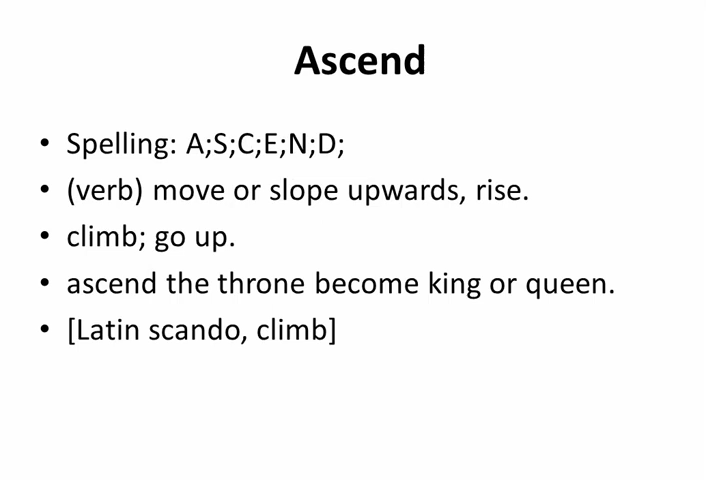 Ascend
• Spelling: A;S;C;E;N;D;
• (verb) move or slope upwards, rise.
• climb; go up.
• ascend the throne become king or queen.
• [Latin scando, climb]